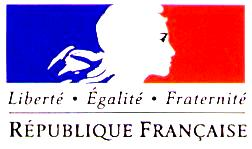 Liberté • Égalité • Fraternité
RÉPUBLIQUE FRANÇAISE